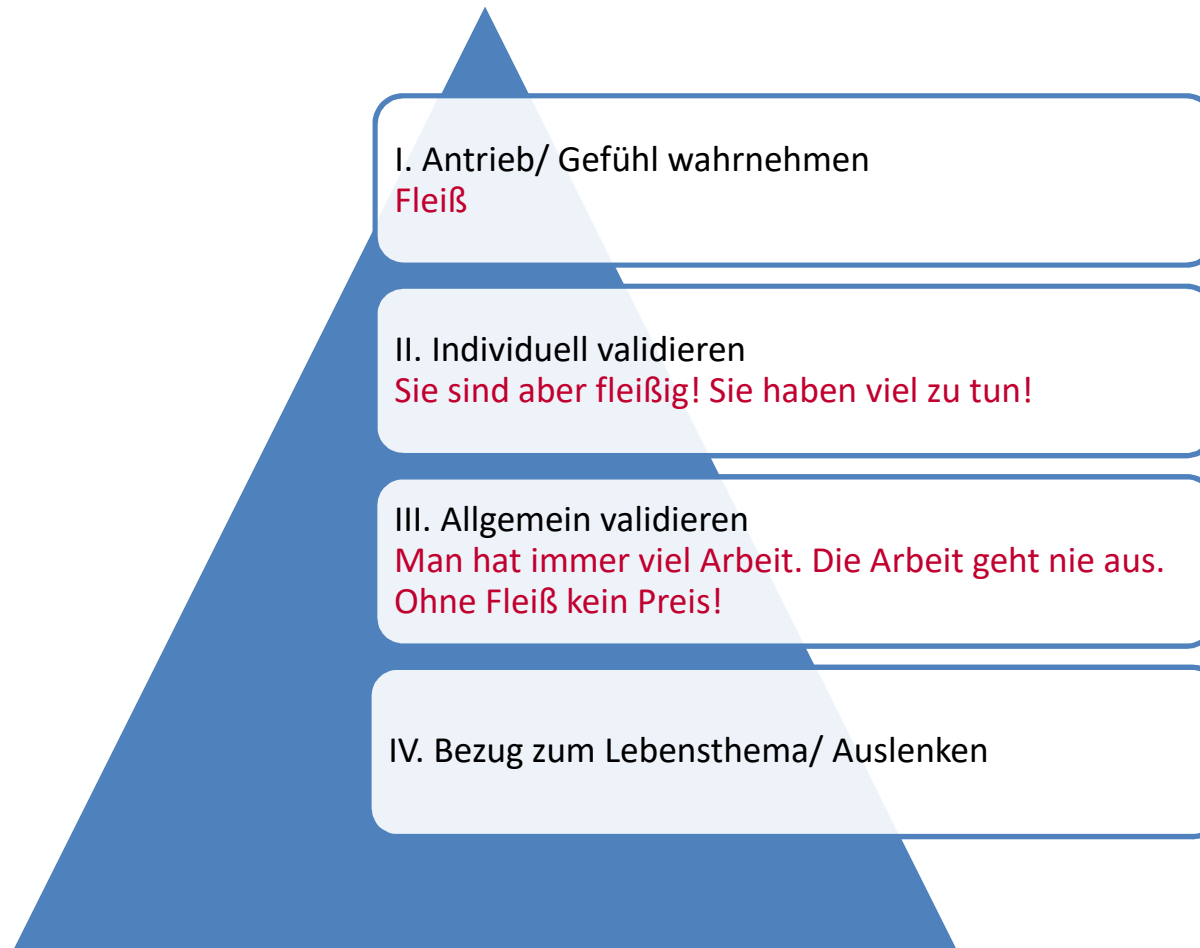 I. Antrieb/ Gefühl wahrnehmen
Fleiß
II. Individuell validieren
Sie sind aber fleißig! Sie haben viel zu tun!
III. Allgemein validieren
Man hat immer viel Arbeit. Die Arbeit geht nie aus.
Ohne Fleiß kein Preis!
IV. Bezug zum Lebensthema/ Auslenken